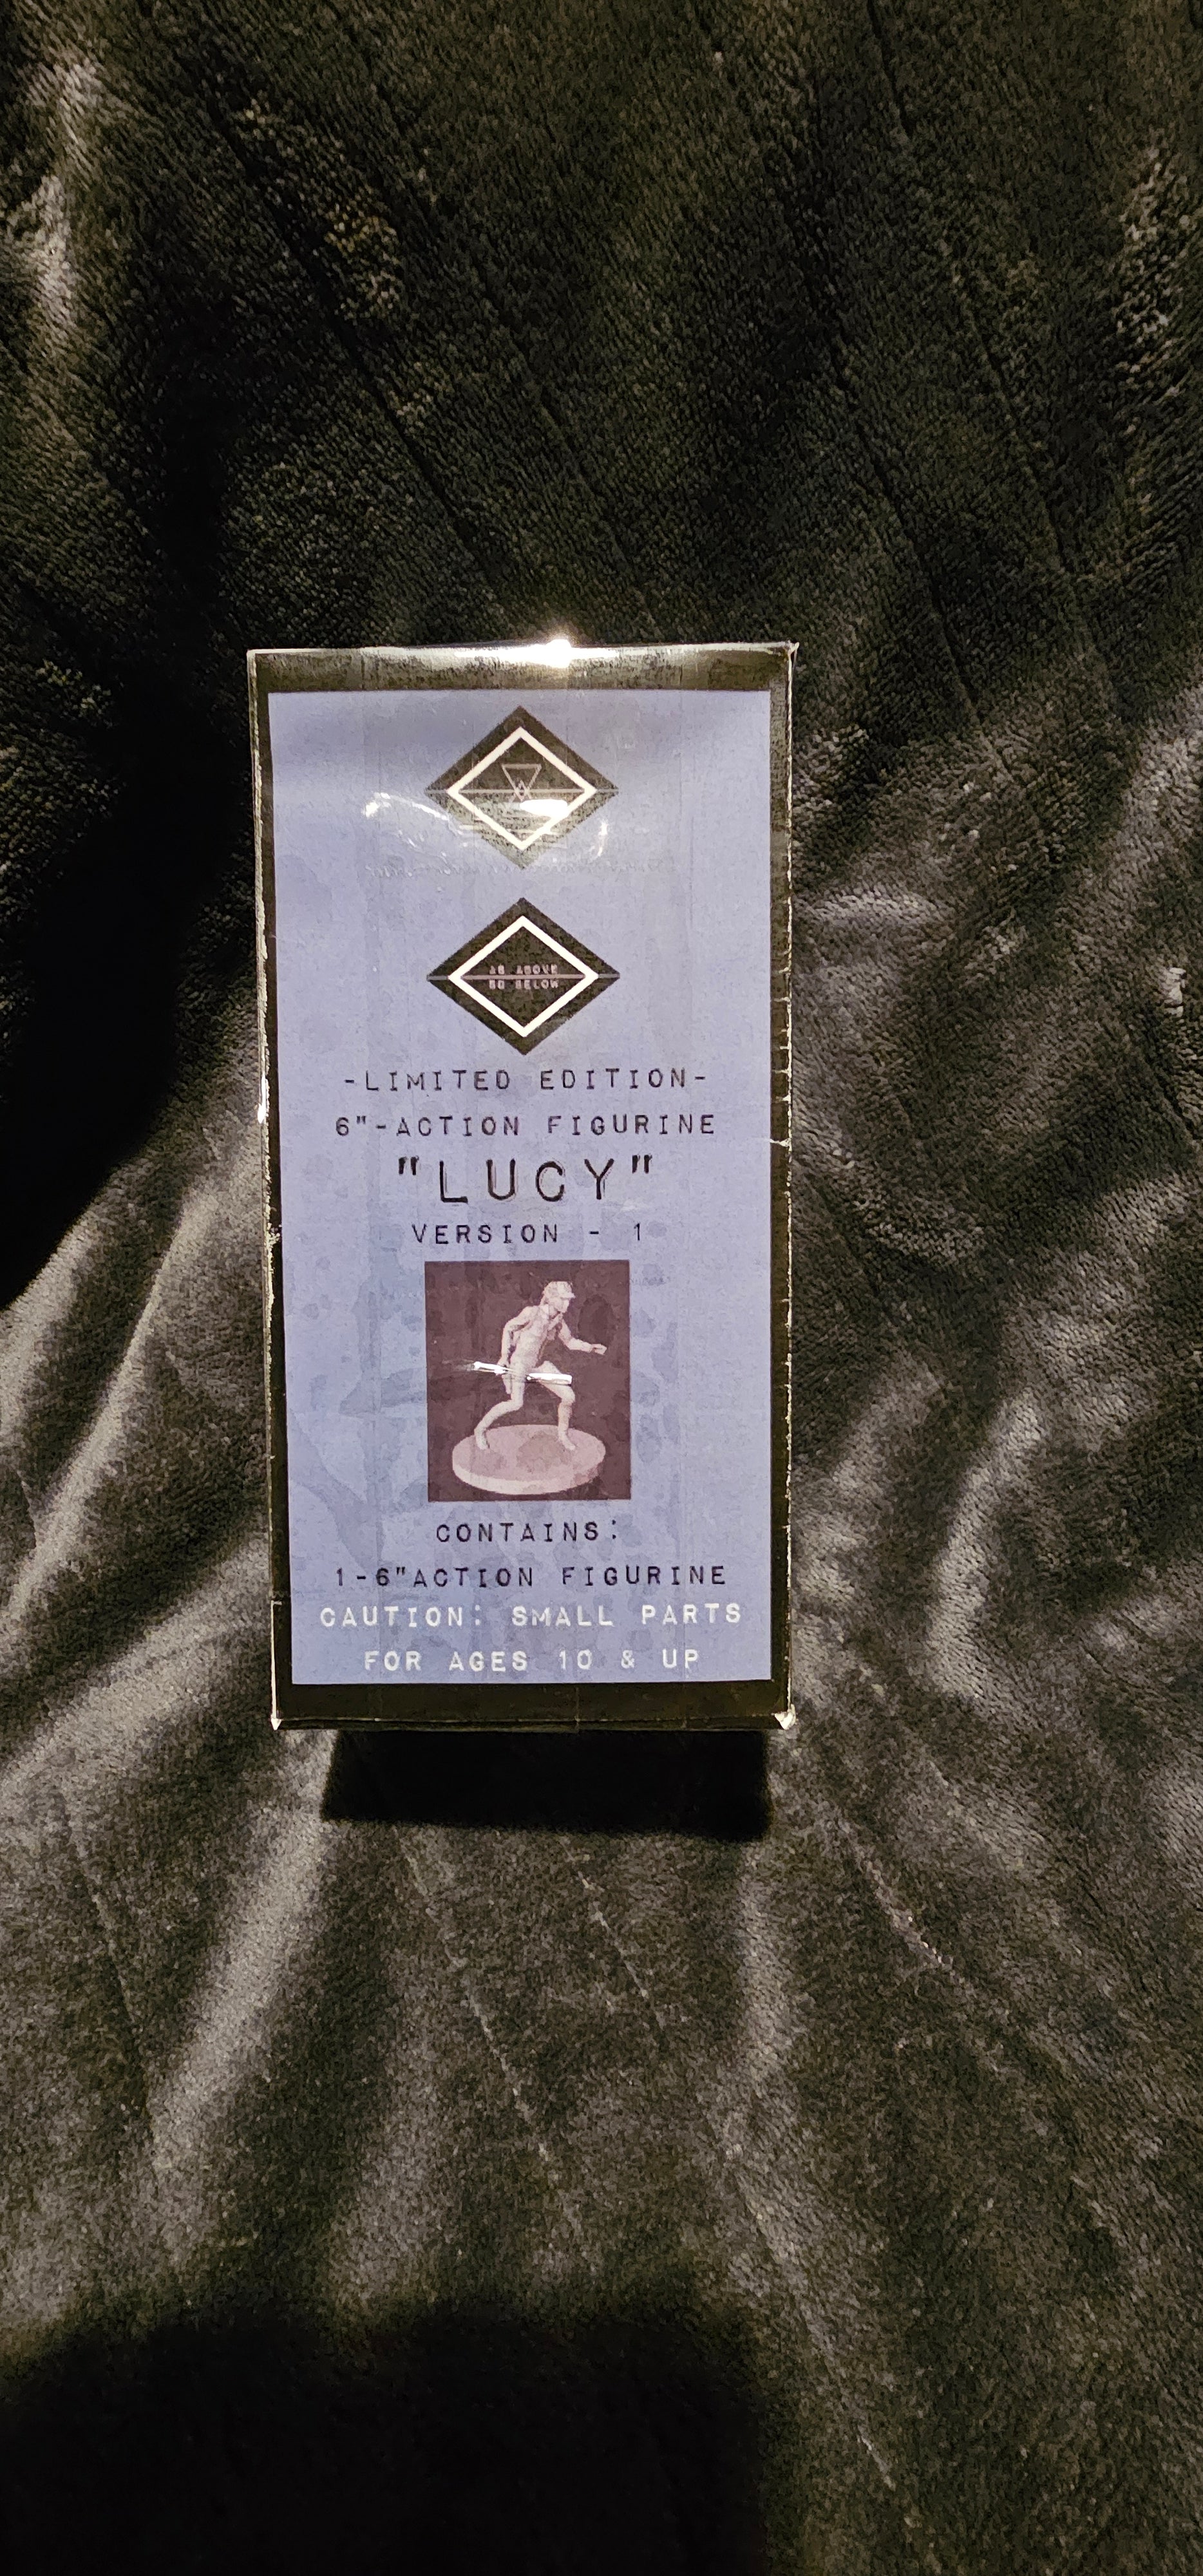 AS ABOVE
SO BELOW
-LIMITED EDITION-
6"-ACTION FIGURINE
"LUCY"
VERSION - 1
CONTAINS:
1-6"ACTION FIGURINE
CAUTION: SMALL PARTS
FOR AGES 10 & UP